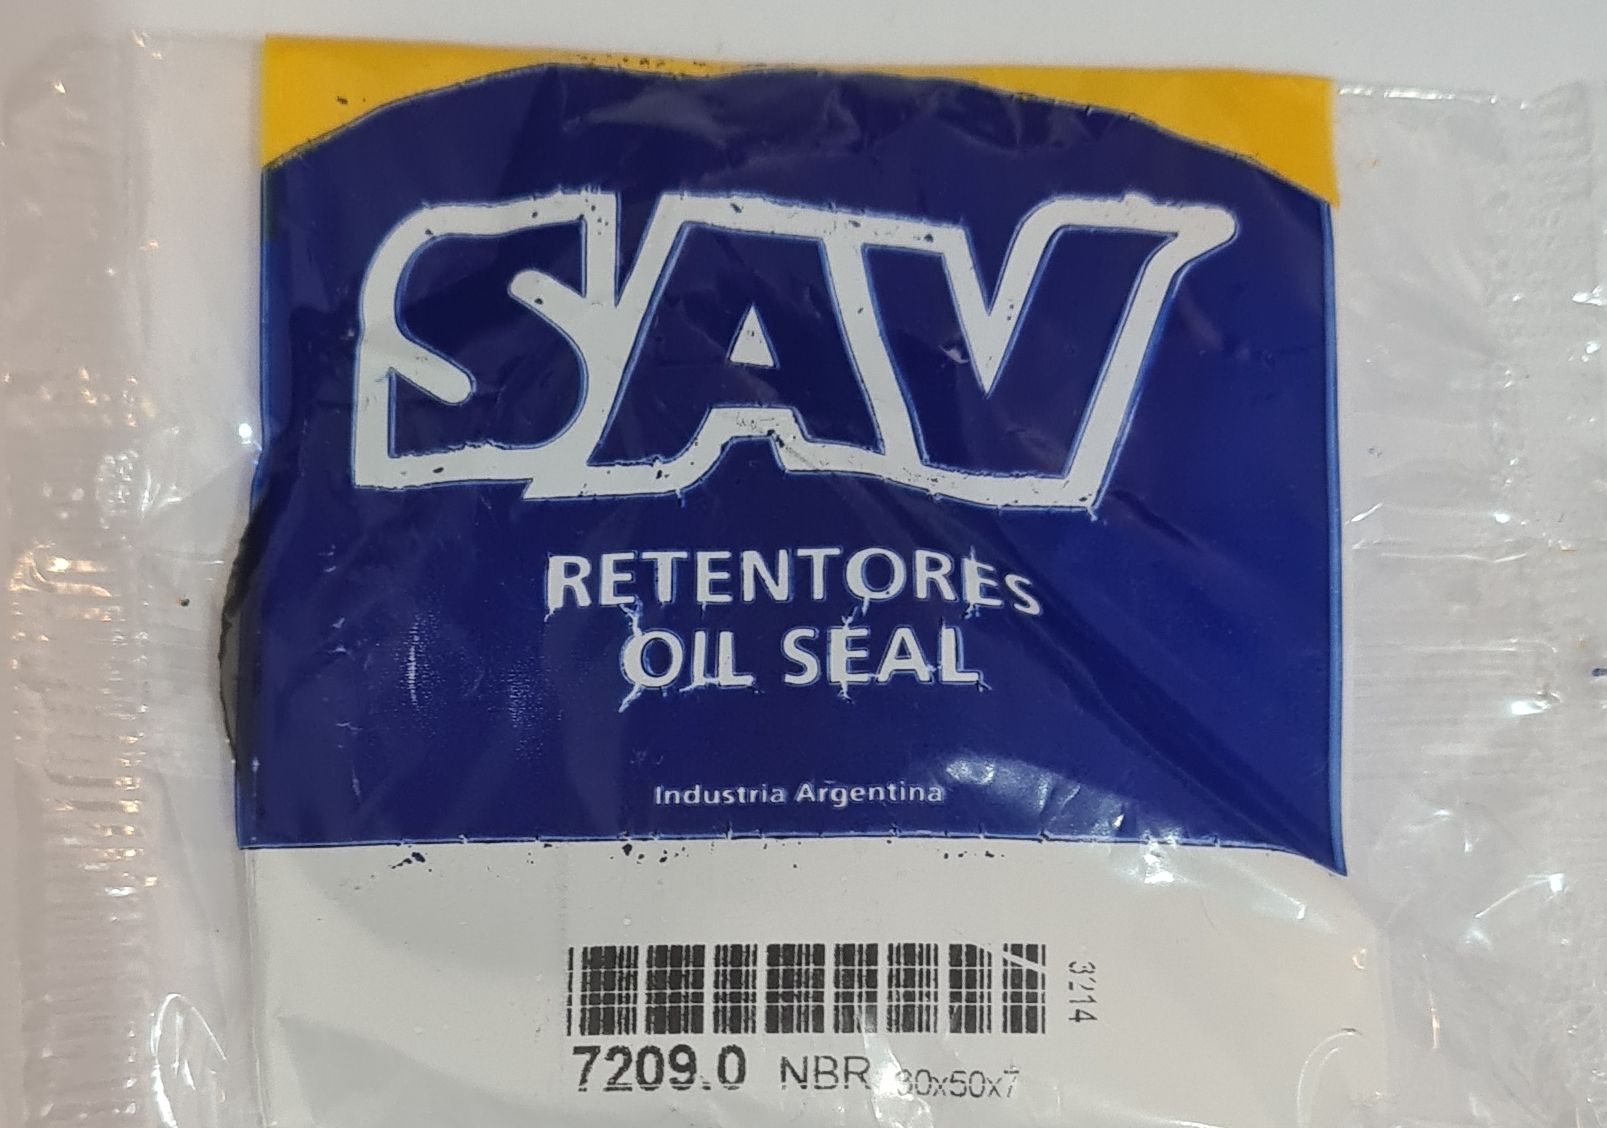 SAV
RETENTORES
OIL SEAL
Industria Argentina
3214
7209.0 NBR 30x50x7